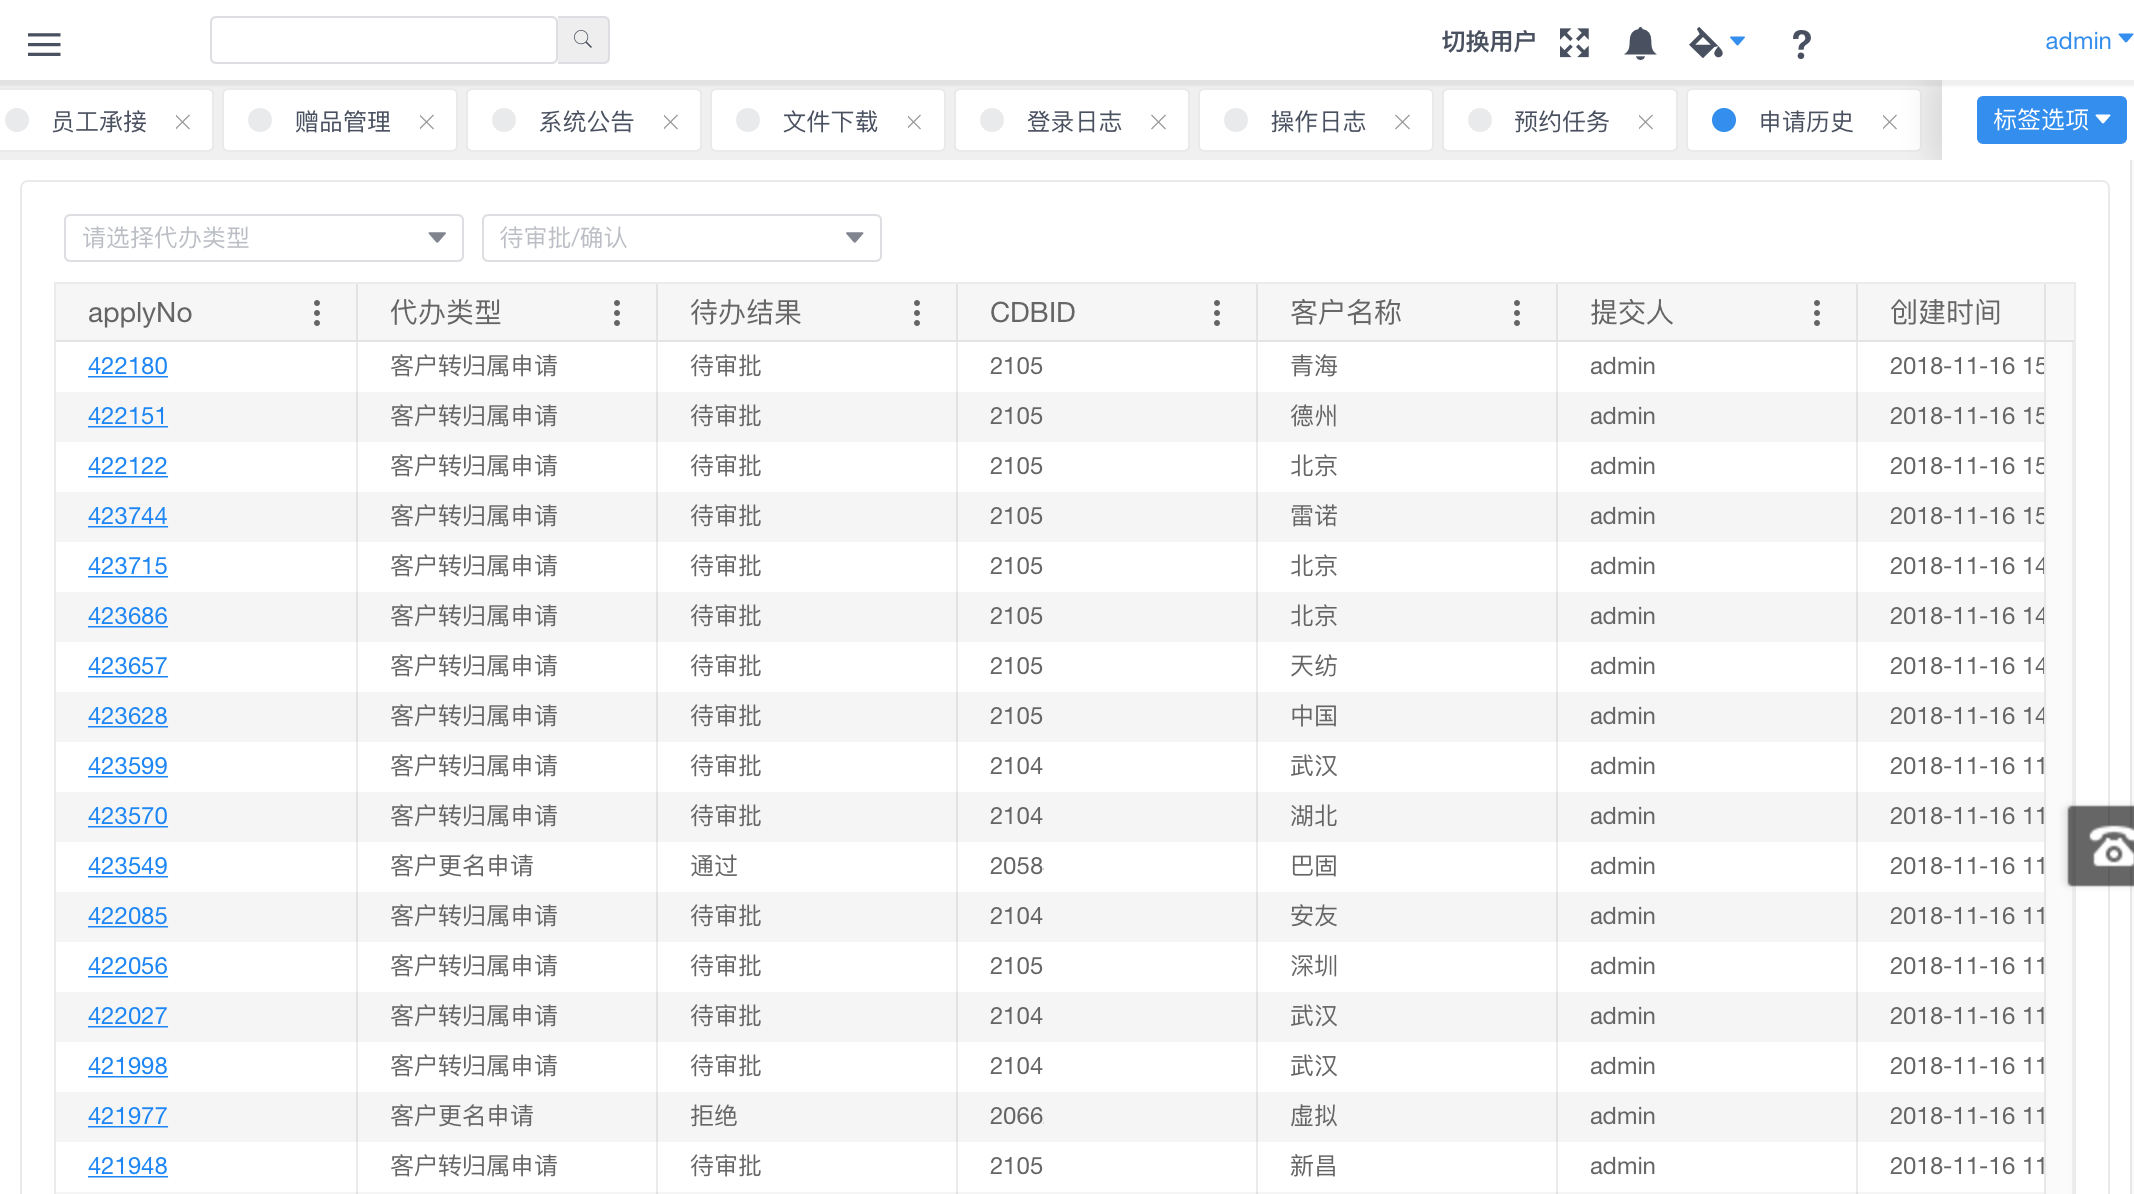 切换用户 ? admin
员工承接 赠品管理 系统公告 文件下载 登录日志 操作日志 预约任务 申请历史 标签选项
请选择代办类型 待审批/确认
applyNo 代办类型 待办结果 CDBID 客户名称 提交人 创建时间
422180 客户转归属申请 待审批 2105 青海 admin 2018-11-16 15
422151 客户转归属申请 待审批 2105 德州 admin 2018-11-16 15
422122 客户转归属申请 待审批 2105 北京 admin 2018-11-16 15
423744 客户转归属申请 待审批 2105 雷诺 admin 2018-11-16 15
423715 客户转归属申请 待审批 2105 北京 admin 2018-11-16 14
423686 客户转归属申请 待审批 2105 北京 admin 2018-11-16 14
423657 客户转归属申请 待审批 2105 天纺 admin 2018-11-16 14
423628 客户转归属申请 待审批 2105 中国 admin 2018-11-16 14
423599 客户转归属申请 待审批 2104 武汉 admin 2018-11-16 11
423570 客户转归属申请 待审批 2104 湖北 admin 2018-11-16 11
423549 客户更名申请 通过 2058 巴固 admin 2018-11-16 11
422085 客户转归属申请 待审批 2104 安友 admin 2018-11-16 11
422056 客户转归属申请 待审批 2105 深圳 admin 2018-11-16 11
422027 客户转归属申请 待审批 2104 武汉 admin 2018-11-16 11
421998 客户转归属申请 待审批 2104 武汉 admin 2018-11-16 11
421977 客户更名申请 拒绝 2066 虚拟 admin 2018-11-16 11
421948 客户转归属申请 待审批 2105 新昌 admin 2018-11-16 11